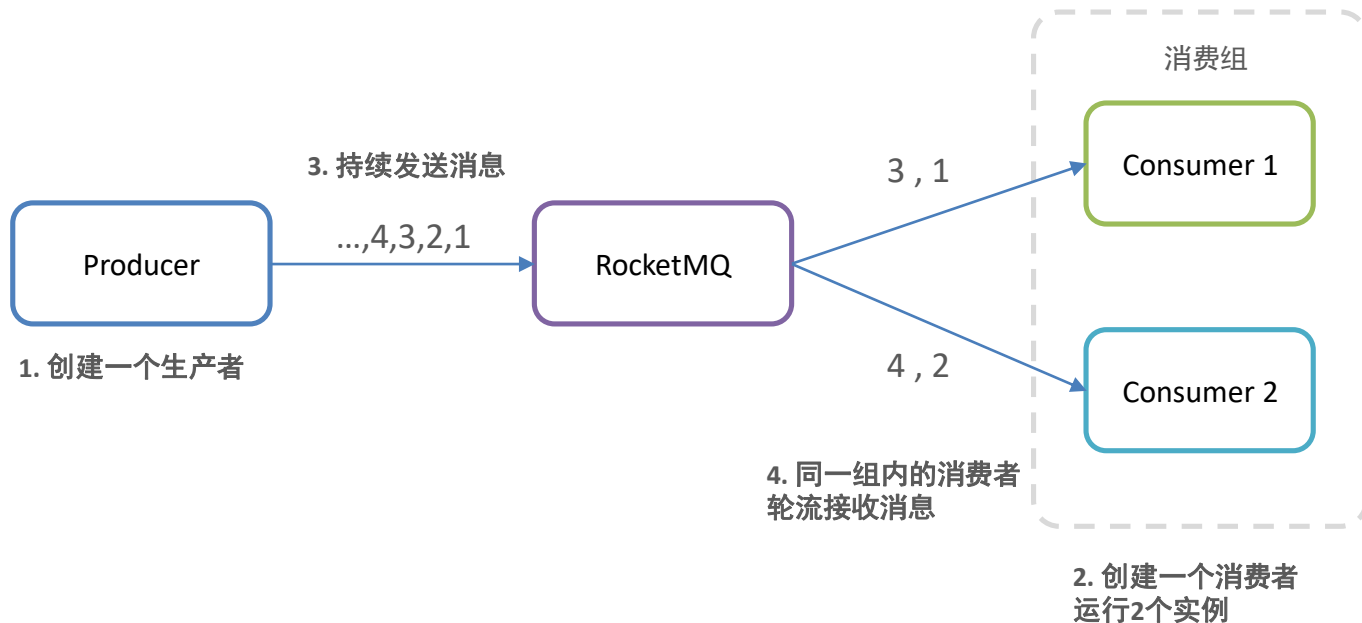 消费组
Consumer 1
3. 持续发送消息
3 , 1
Producer
...,4,3,2,1
RocketMQ
1. 创建一个生产者
4 , 2
Consumer 2
4. 同一组内的消费者
轮流接收消息
2. 创建一个消费者
运行2个实例